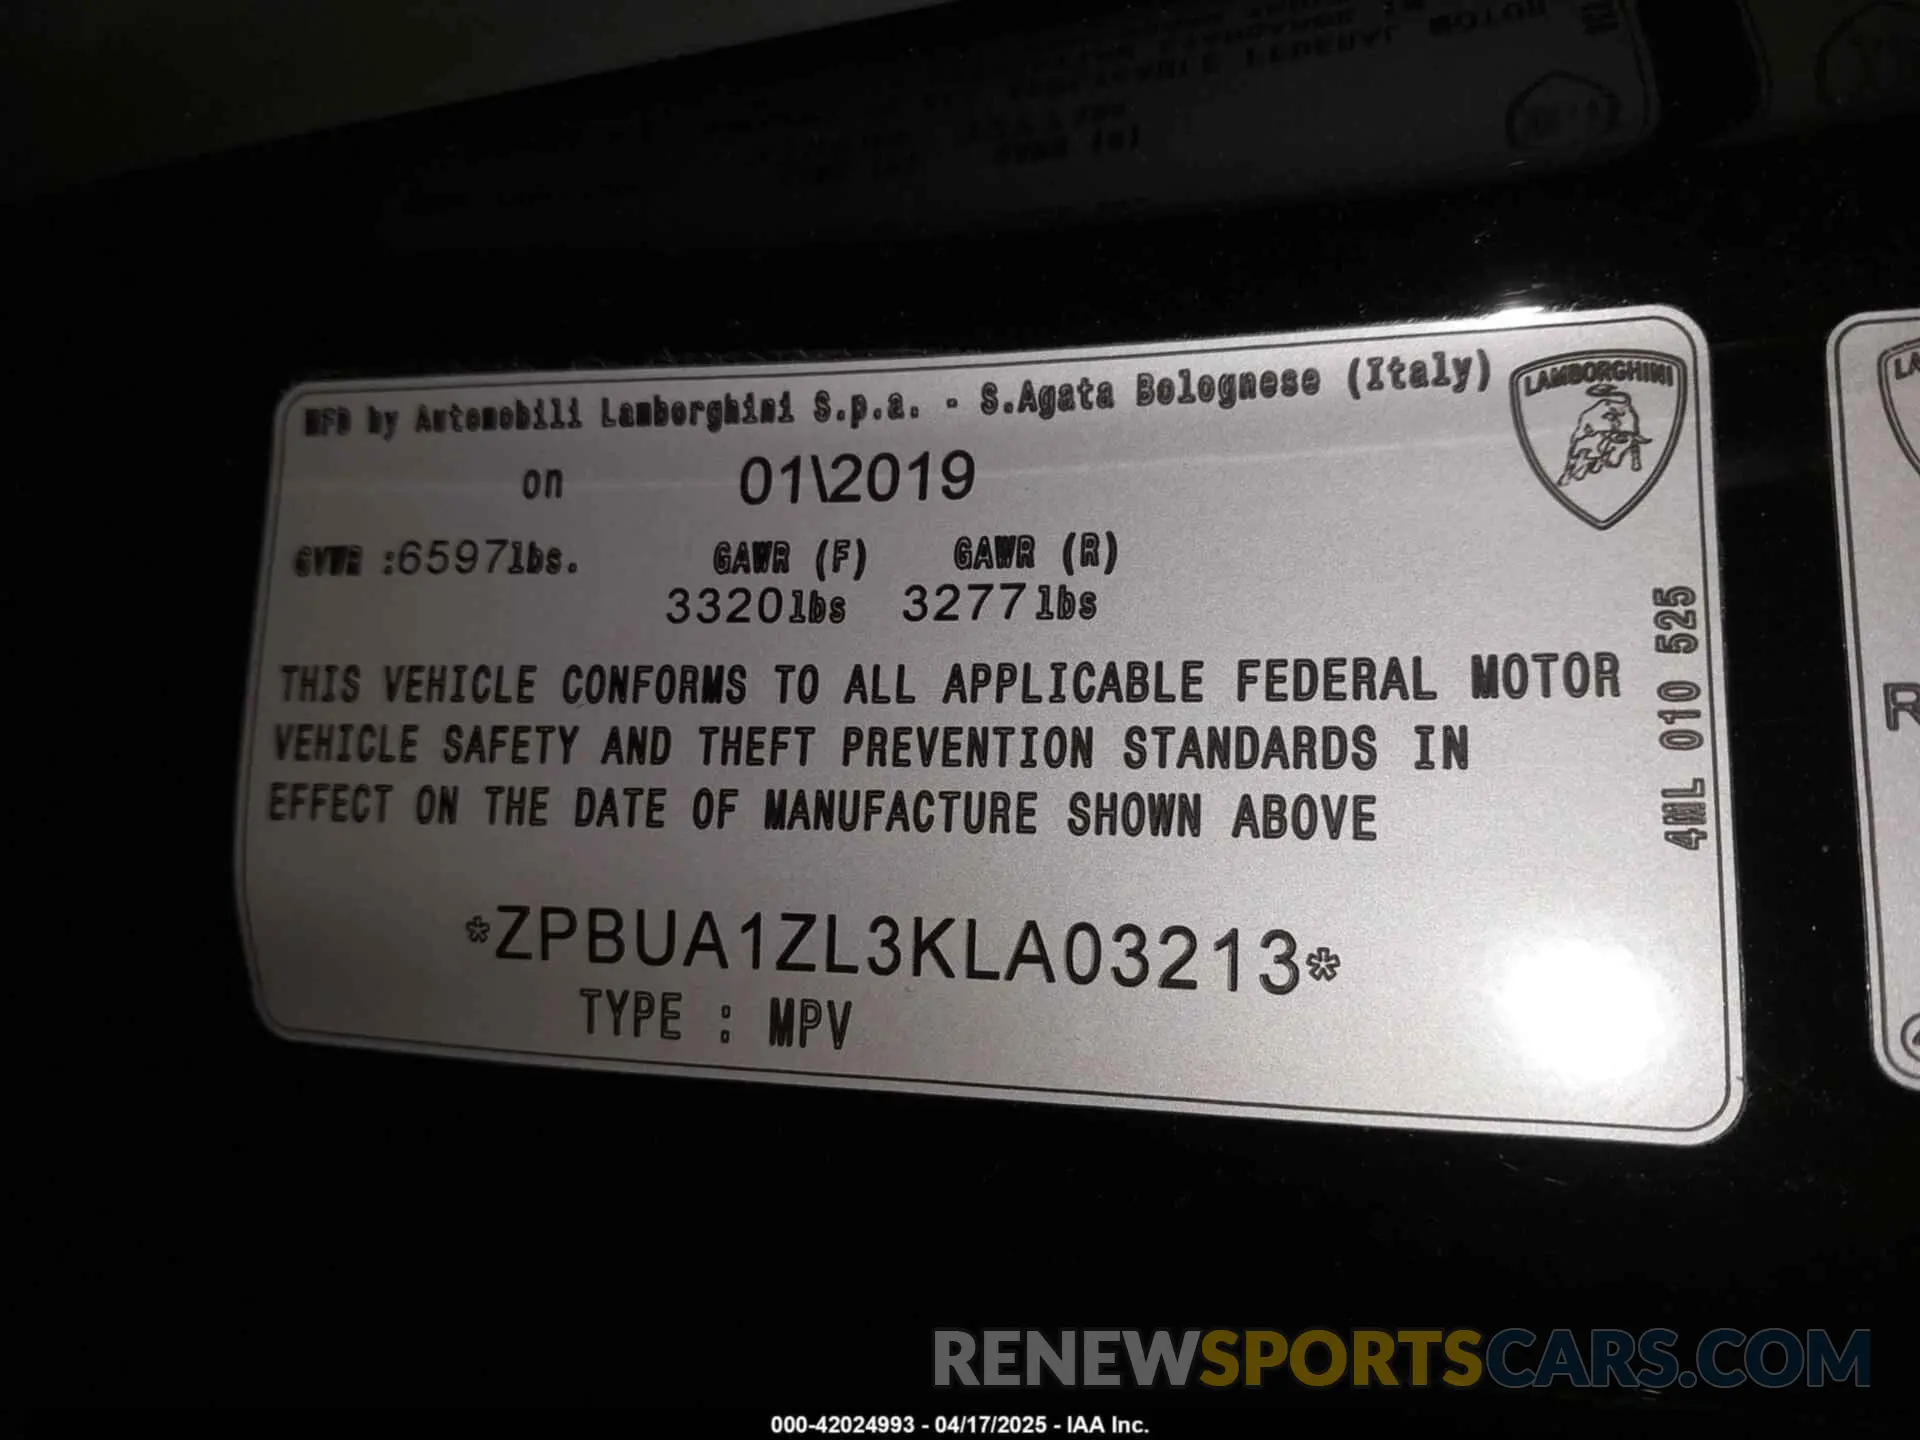 MFD by Automobili Lamborghini S.p.a. - S.Agata Bolognese (Italy)
on 01\2019
GVWR :6597lbs. GAWR (F) GAWR (R)
3320lbs 3277lbs
THIS VEHICLE CONFORMS TO ALL APPLICABLE FEDERAL MOTOR
VEHICLE SAFETY AND THEFT PREVENTION STANDARDS IN
EFFECT ON THE DATE OF MANUFACTURE SHOWN ABOVE
*ZPBUA1ZL3KLA03213*
TYPE : MPV
LAMBORGHINI
4ML 010 525
RENEWSPORTSCARS.COM
000-42024993 - 04/17/2025 - IAA Inc.